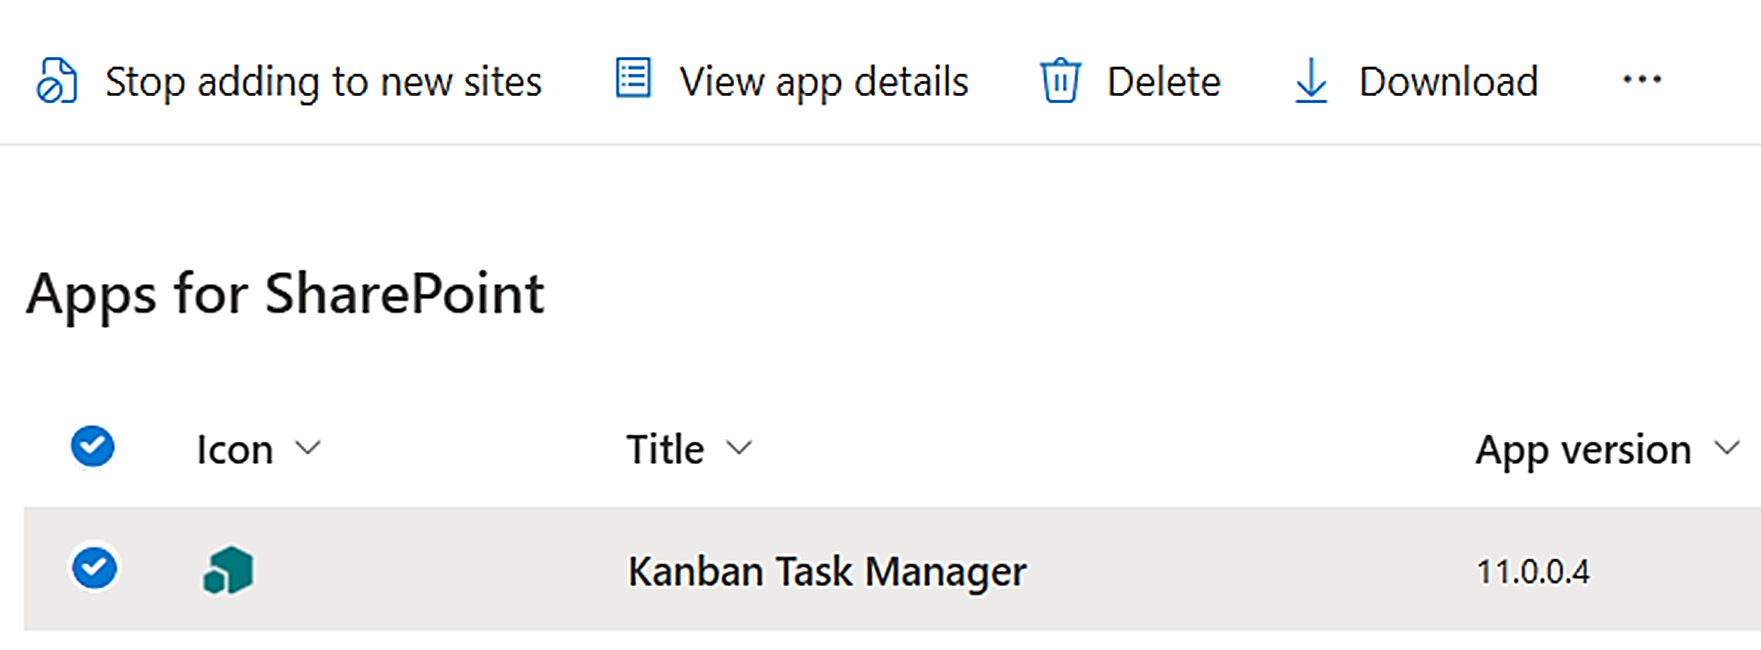 Stop adding to new sites View app details Delete Download ...
Apps for SharePoint
Icon Title App version
Kanban Task Manager 11.0.0.4